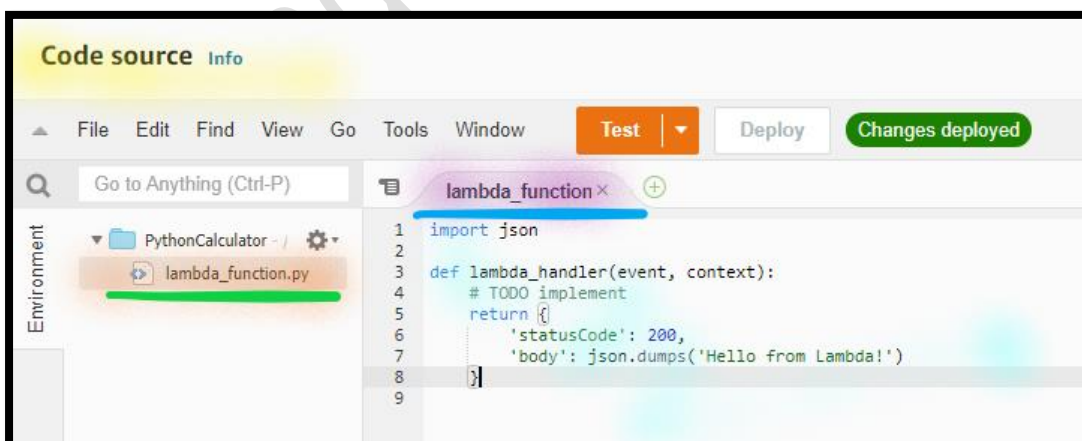 Code source Info
File Edit Find View Go Tools Window Test Deploy Changes deployed
Go to Anything (Ctrl-P)
lambda_function
Environment
PythonCalculator - /
lambda_function.py
1 import json
2
3 def lambda_handler(event, context):
4     # TODO implement
5     return {
6         'statusCode': 200,
7         'body': json.dumps('Hello from Lambda!')
8     }
9